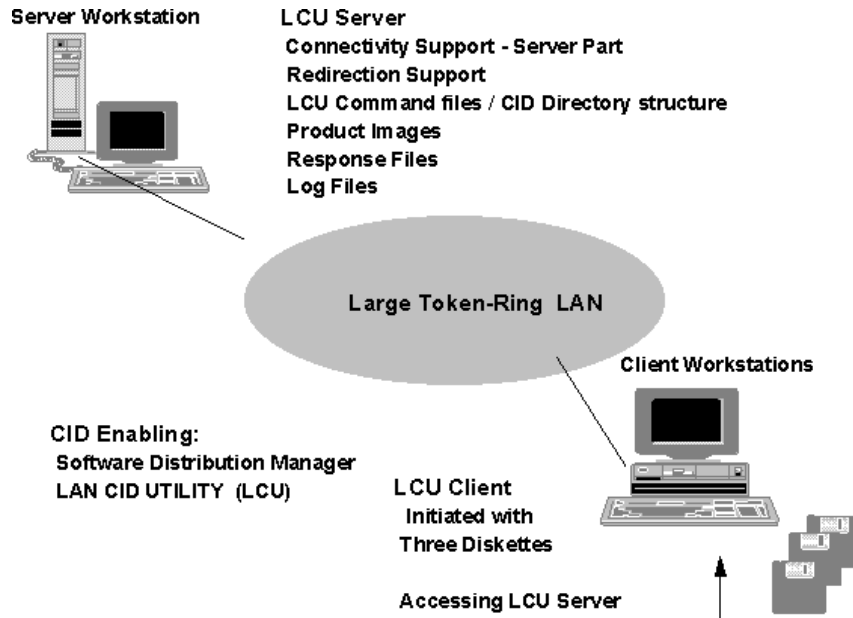 Server Workstation
LCU Server
Connectivity Support - Server Part
Redirection Support
LCU Command files / CID Directory structure
Product Images
Response Files
Log Files
Large Token-Ring LAN
Client Workstations
CID Enabling:
Software Distribution Manager
LAN CID UTILITY (LCU)
LCU Client
Initiated with
Three Diskettes
Accessing LCU Server